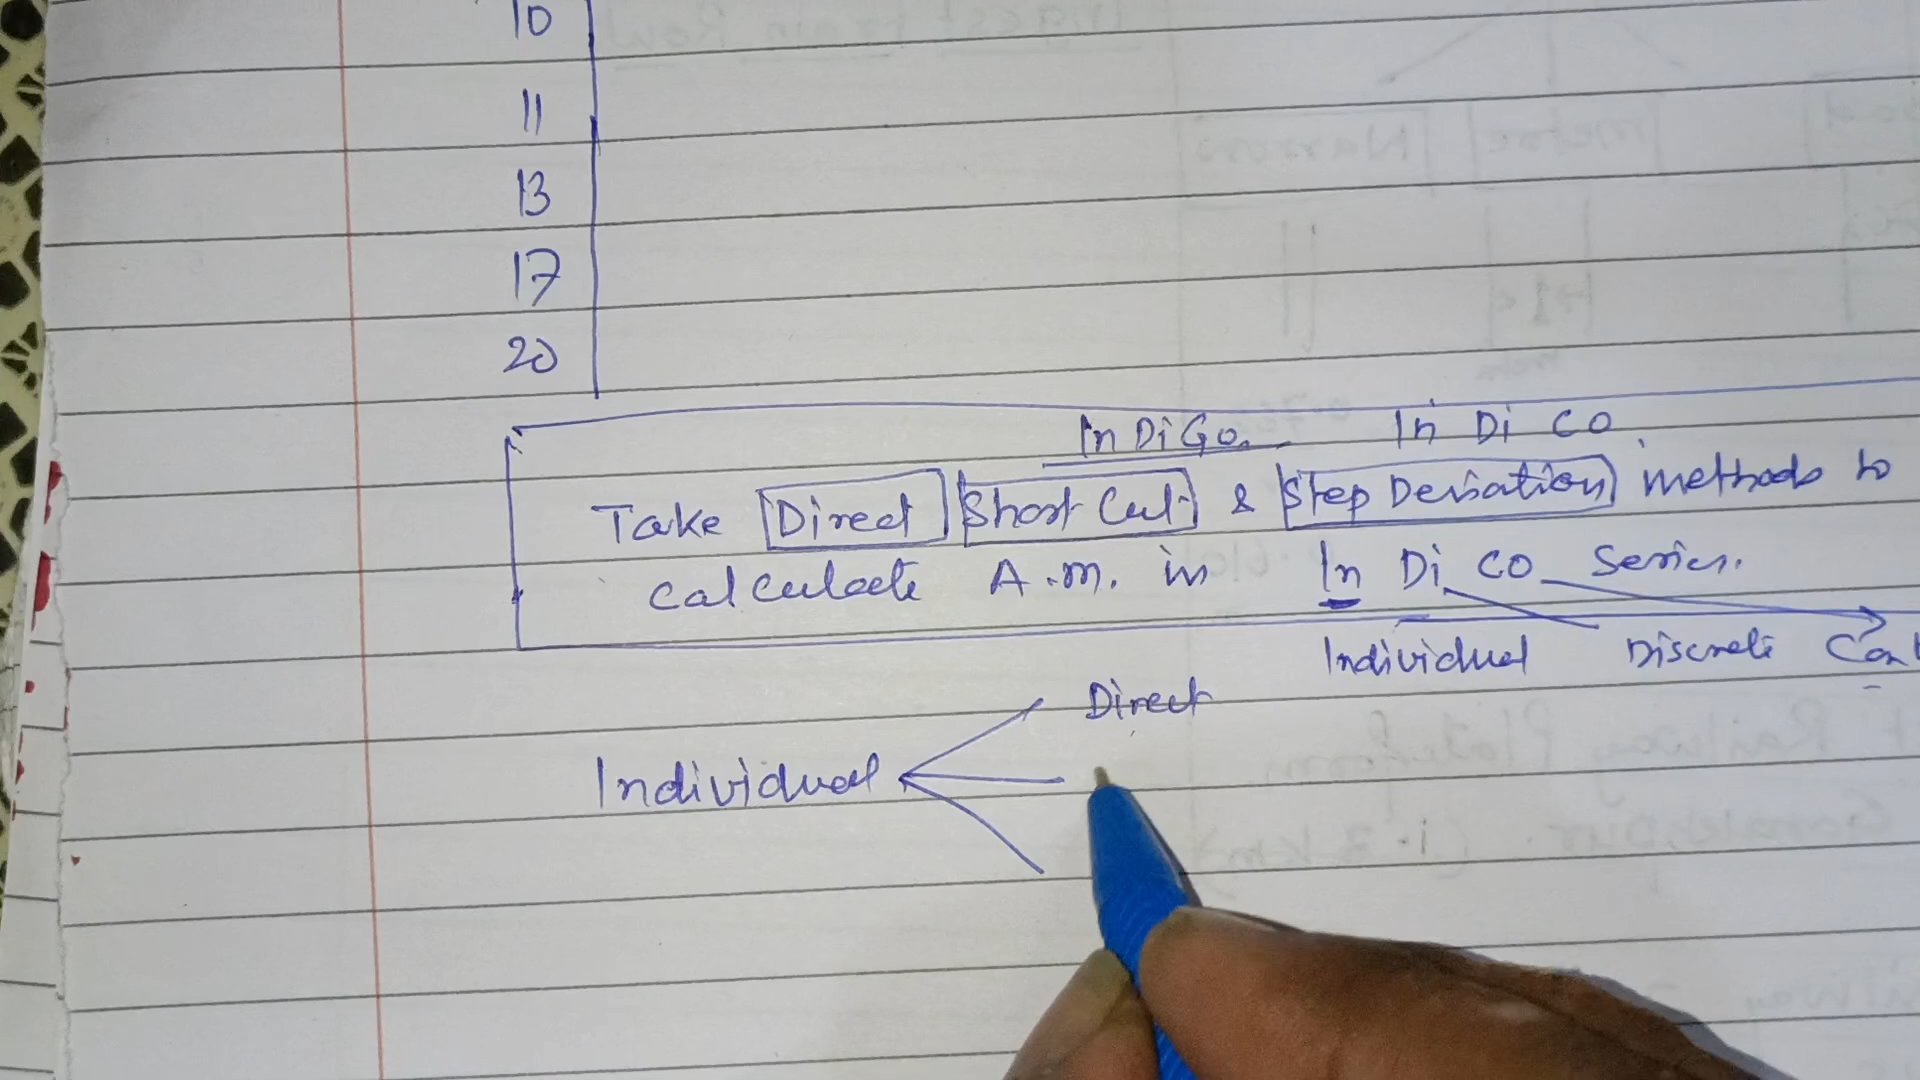 10
11
13
17
20
In Di Go. In Di CO
Take Direct Short Cut & Step Deviation methods to
calculate A.m. in In Di CO Series.
Individual Discrete
Direct
Individual